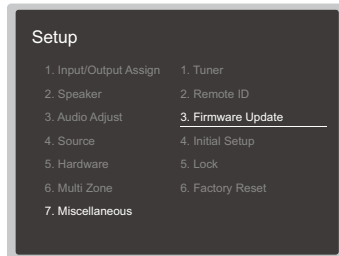 Setup
1. Input/Output Assign
2. Speaker
3. Audio Adjust
4. Source
5. Hardware
6. Multi Zone
7. Miscellaneous
1. Tuner
2. Remote ID
3. Firmware Update
4. Initial Setup
5. Lock
6. Factory Reset